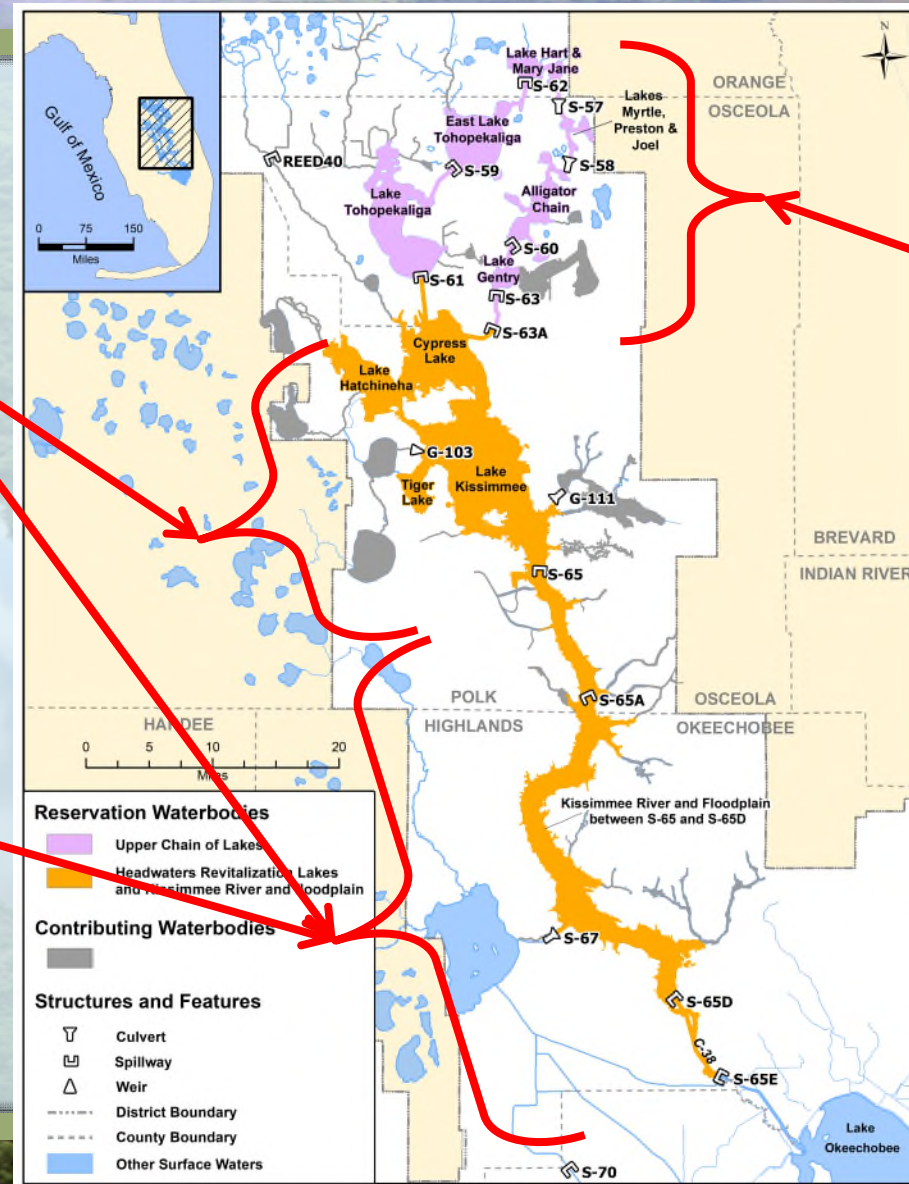 Gulf of Mexico
0 75 150
Miles
N
Lake Hart &
Mary Jane
S-62
ORANGE
S-57
OSCEOLA
Lakes
Myrtle,
Preston &
Joel
East Lake
Tohopekaliga
REED40
S-59
S-58
Lake
Tohopekaliga
Alligator
Chain
S-60
Lake
Gentry
S-61
S-63
S-63A
Cypress
Lake
Lake
Hatchineha
G-103
Lake
Kissimmee
Tiger
Lake
G-111
BREVARD
INDIAN RIVER
S-65
S-65A
POLK
OSCEOLA
HARDEE
HIGHLANDS
OKEECHOBEE
0 5 10 20
Miles
Kissimmee River and Floodplain
between S-65 and S-65D
Reservation Waterbodies
Upper Chain of Lakes
Headwaters Revitalization Lakes
and Kissimmee River and Floodplain
Contributing Waterbodies
S-67
Structures and Features
S-65D
Culvert
Spillway
C-38
Weir
S-65E
District Boundary
County Boundary
Lake
Okeechobee
Other Surface Waters
S-70